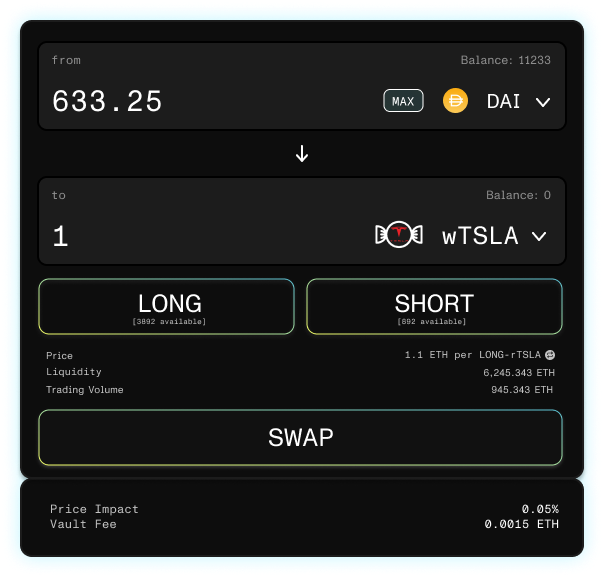 from Balance: 11233
633.25 MAX DAI
to Balance: 0
1 wTSLA
LONG SHORT
[3892 available] [692 available]
Price 1.1 ETH per LONG-rTSLA
Liquidity 6,245.343 ETH
Trading Volume 945.343 ETH
SWAP
Price Impact 0.05%
Vault Fee 0.0015 ETH